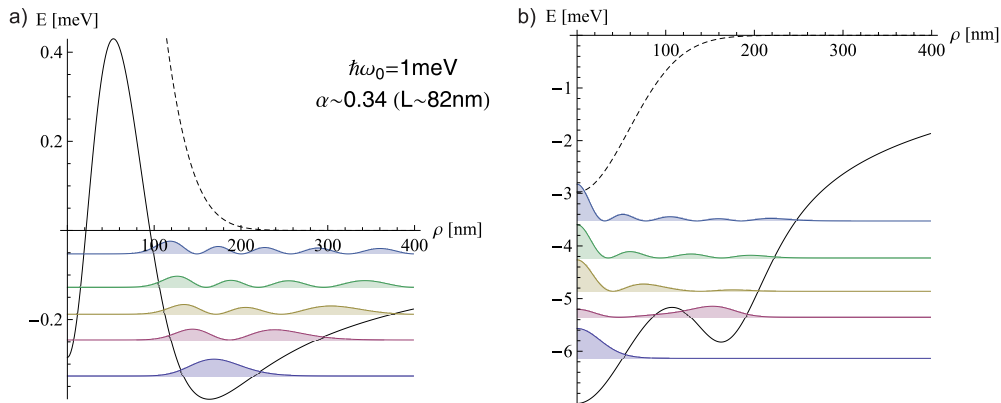 a)
E [meV]
0.4
0.2
-0.2
ħω₀=1meV
α~0.34 (L~82nm)
ρ [nm]
100 200 300 400
b)
E [meV]
ρ [nm]
100 200 300 400
-1
-2
-3
-4
-5
-6